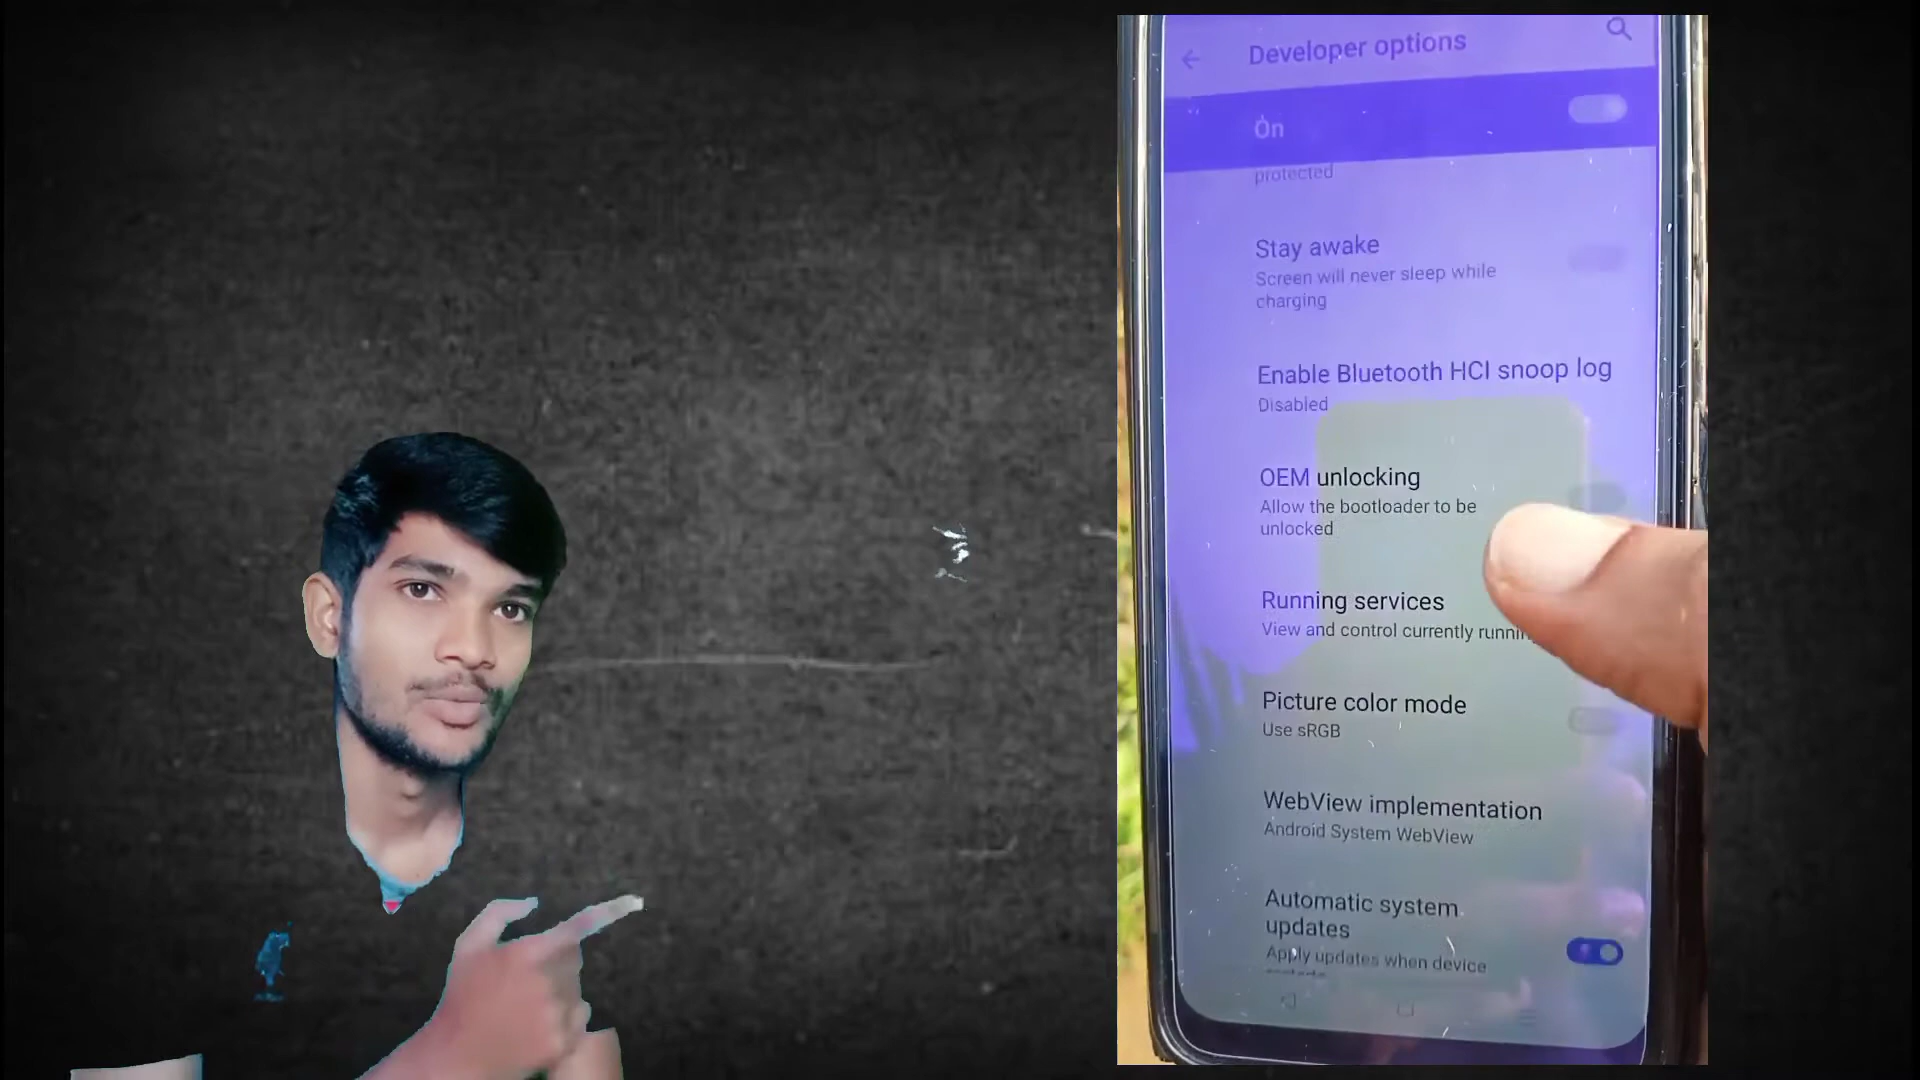 Developer options
On
protected
Stay awake
Screen will never sleep while
charging
Enable Bluetooth HCI snoop log
Disabled
OEM unlocking
Allow the bootloader to be
unlocked
Running services
View and control currently
Picture color mode
Use sRGB
WebView implementation
Android System WebView
Automatic system
updates
Apply updates when device